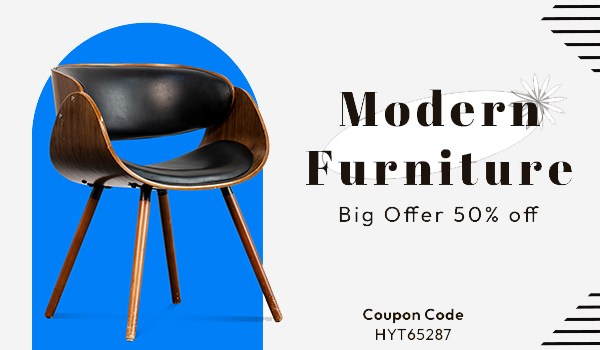 Modern
Furniture
Big Offer 50% off
Coupon Code
HYT65287